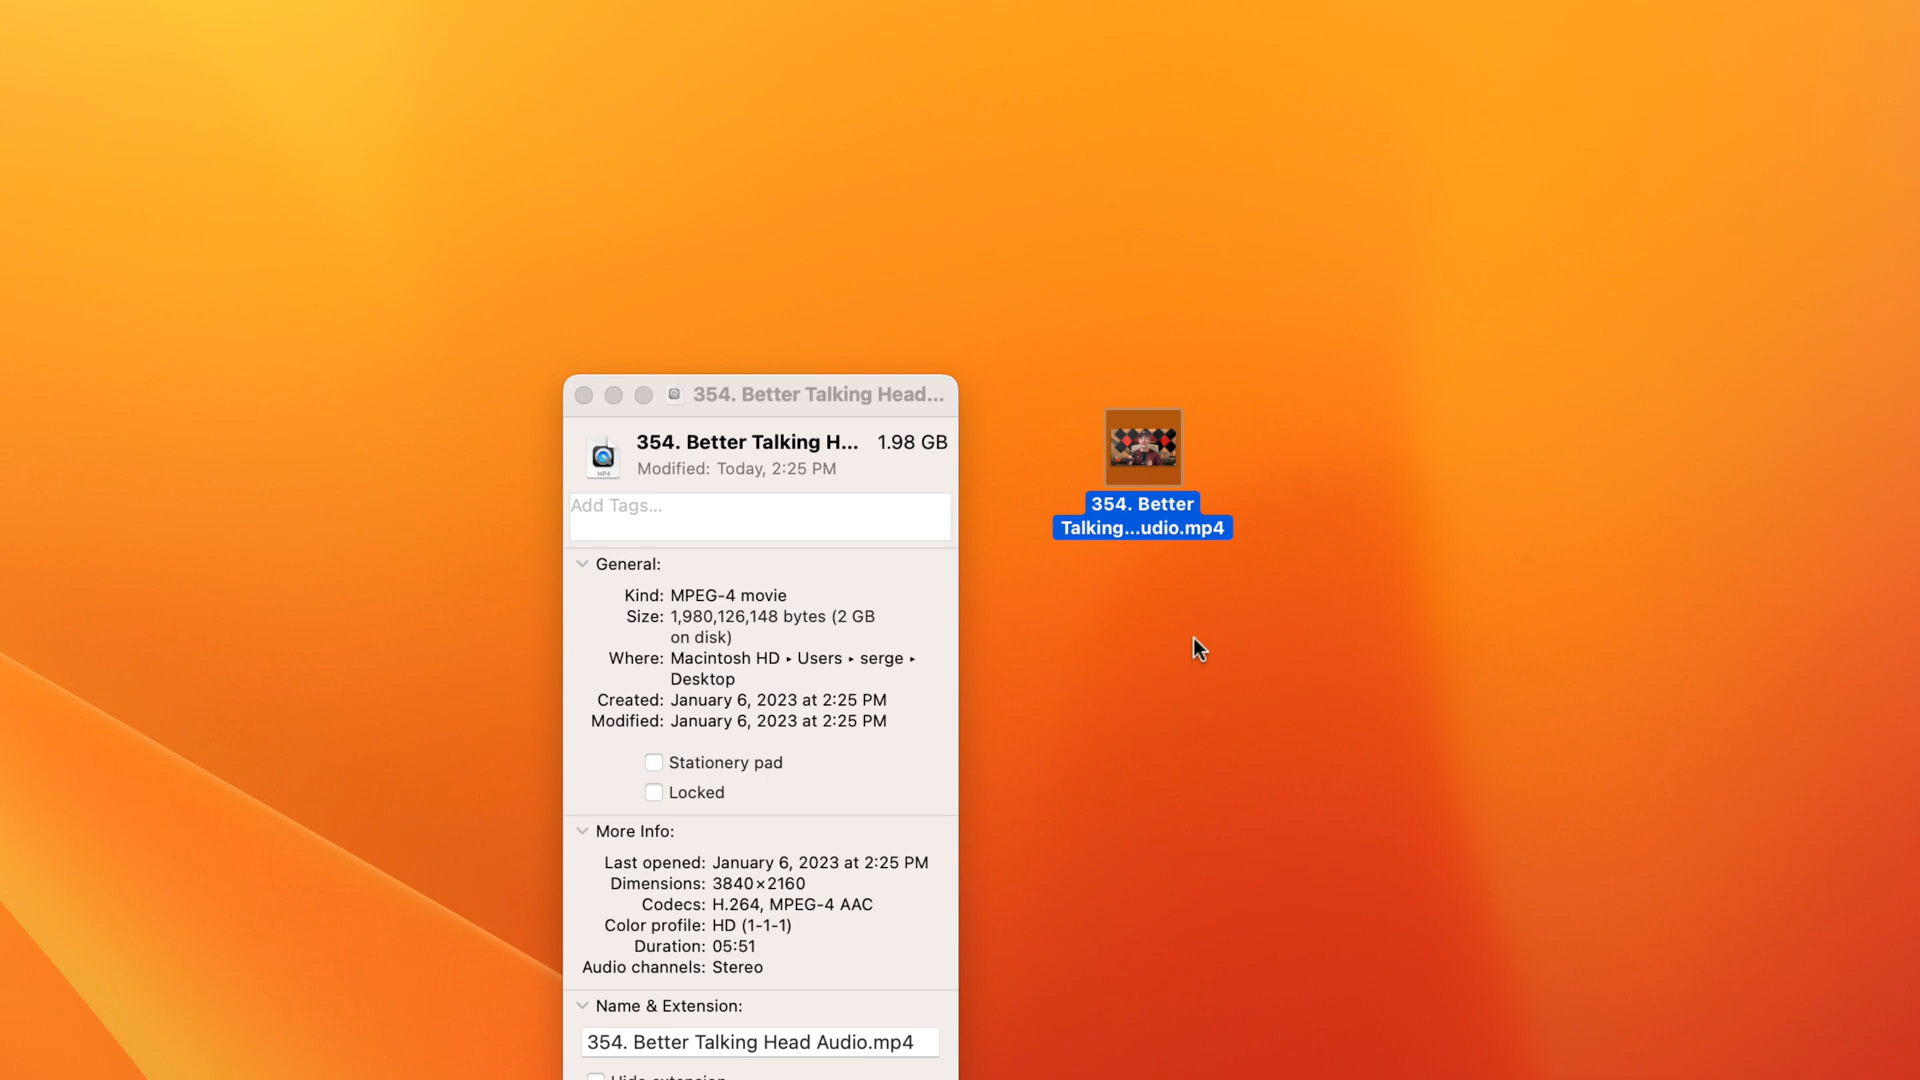 354. Better Talking Head...
354. Better Talking H... 1.98 GB
Modified: Today, 2:25 PM
MP4
Add Tags...
General:
Kind: MPEG-4 movie
Size: 1,980,126,148 bytes (2 GB
on disk)
Where: Macintosh HD ▸ Users ▸ serge ▸
Desktop
Created: January 6, 2023 at 2:25 PM
Modified: January 6, 2023 at 2:25 PM
Stationery pad
Locked
More Info:
Last opened: January 6, 2023 at 2:25 PM
Dimensions: 3840×2160
Codecs: H.264, MPEG-4 AAC
Color profile: HD (1-1-1)
Duration: 05:51
Audio channels: Stereo
Name & Extension:
354. Better Talking Head Audio.mp4
Hide extension
354. Better
Talking...udio.mp4